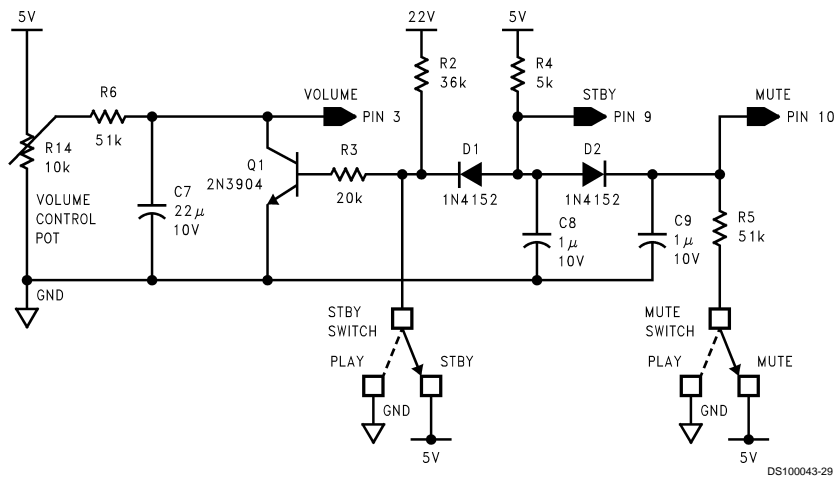 5V
22V
5V
R6
51k
R14
10k
VOLUME
CONTROL
POT
C7
22μ
10V
VOLUME
PIN 3
Q1
2N3904
R3
20k
R2
36k
D1
1N4152
R4
5k
STBY
PIN 9
D2
1N4152
C8
1μ
10V
C9
1μ
10V
MUTE
PIN 10
R5
51k
GND
STBY
SWITCH
PLAY
STBY
GND
5V
MUTE
SWITCH
PLAY
MUTE
GND
5V
DS100043-29